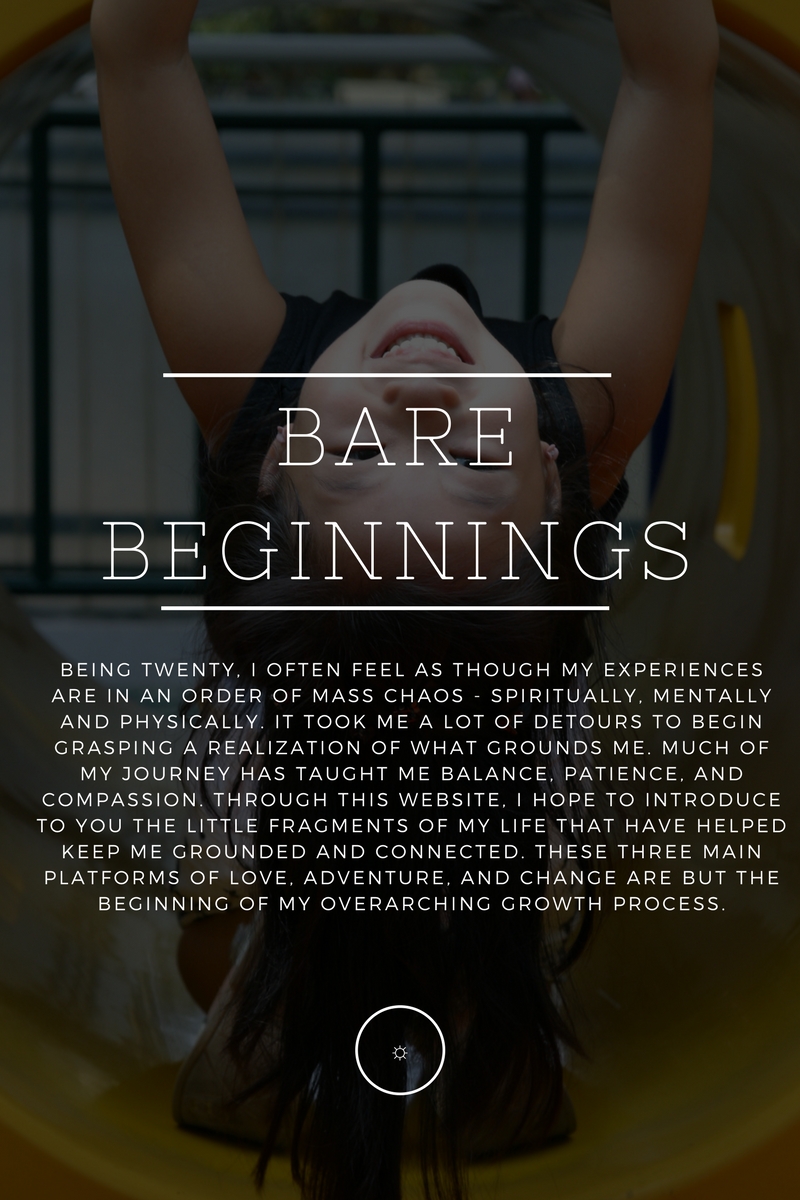 BARE
BEGINNINGS
BEING TWENTY, I OFTEN FEEL AS THOUGH MY EXPERIENCES
ARE IN AN ORDER OF MASS CHAOS - SPIRITUALLY, MENTALLY
AND PHYSICALLY. IT TOOK ME A LOT OF DETOURS TO BEGIN
GRASPING A REALIZATION OF WHAT GROUNDS ME. MUCH OF
MY JOURNEY HAS TAUGHT ME BALANCE, PATIENCE, AND
COMPASSION. THROUGH THIS WEBSITE, I HOPE TO INTRODUCE
TO YOU THE LITTLE FRAGMENTS OF MY LIFE THAT HAVE HELPED
KEEP ME GROUNDED AND CONNECTED. THESE THREE MAIN
PLATFORMS OF LOVE, ADVENTURE, AND CHANGE ARE BUT THE
BEGINNING OF MY OVERARCHING GROWTH PROCESS.